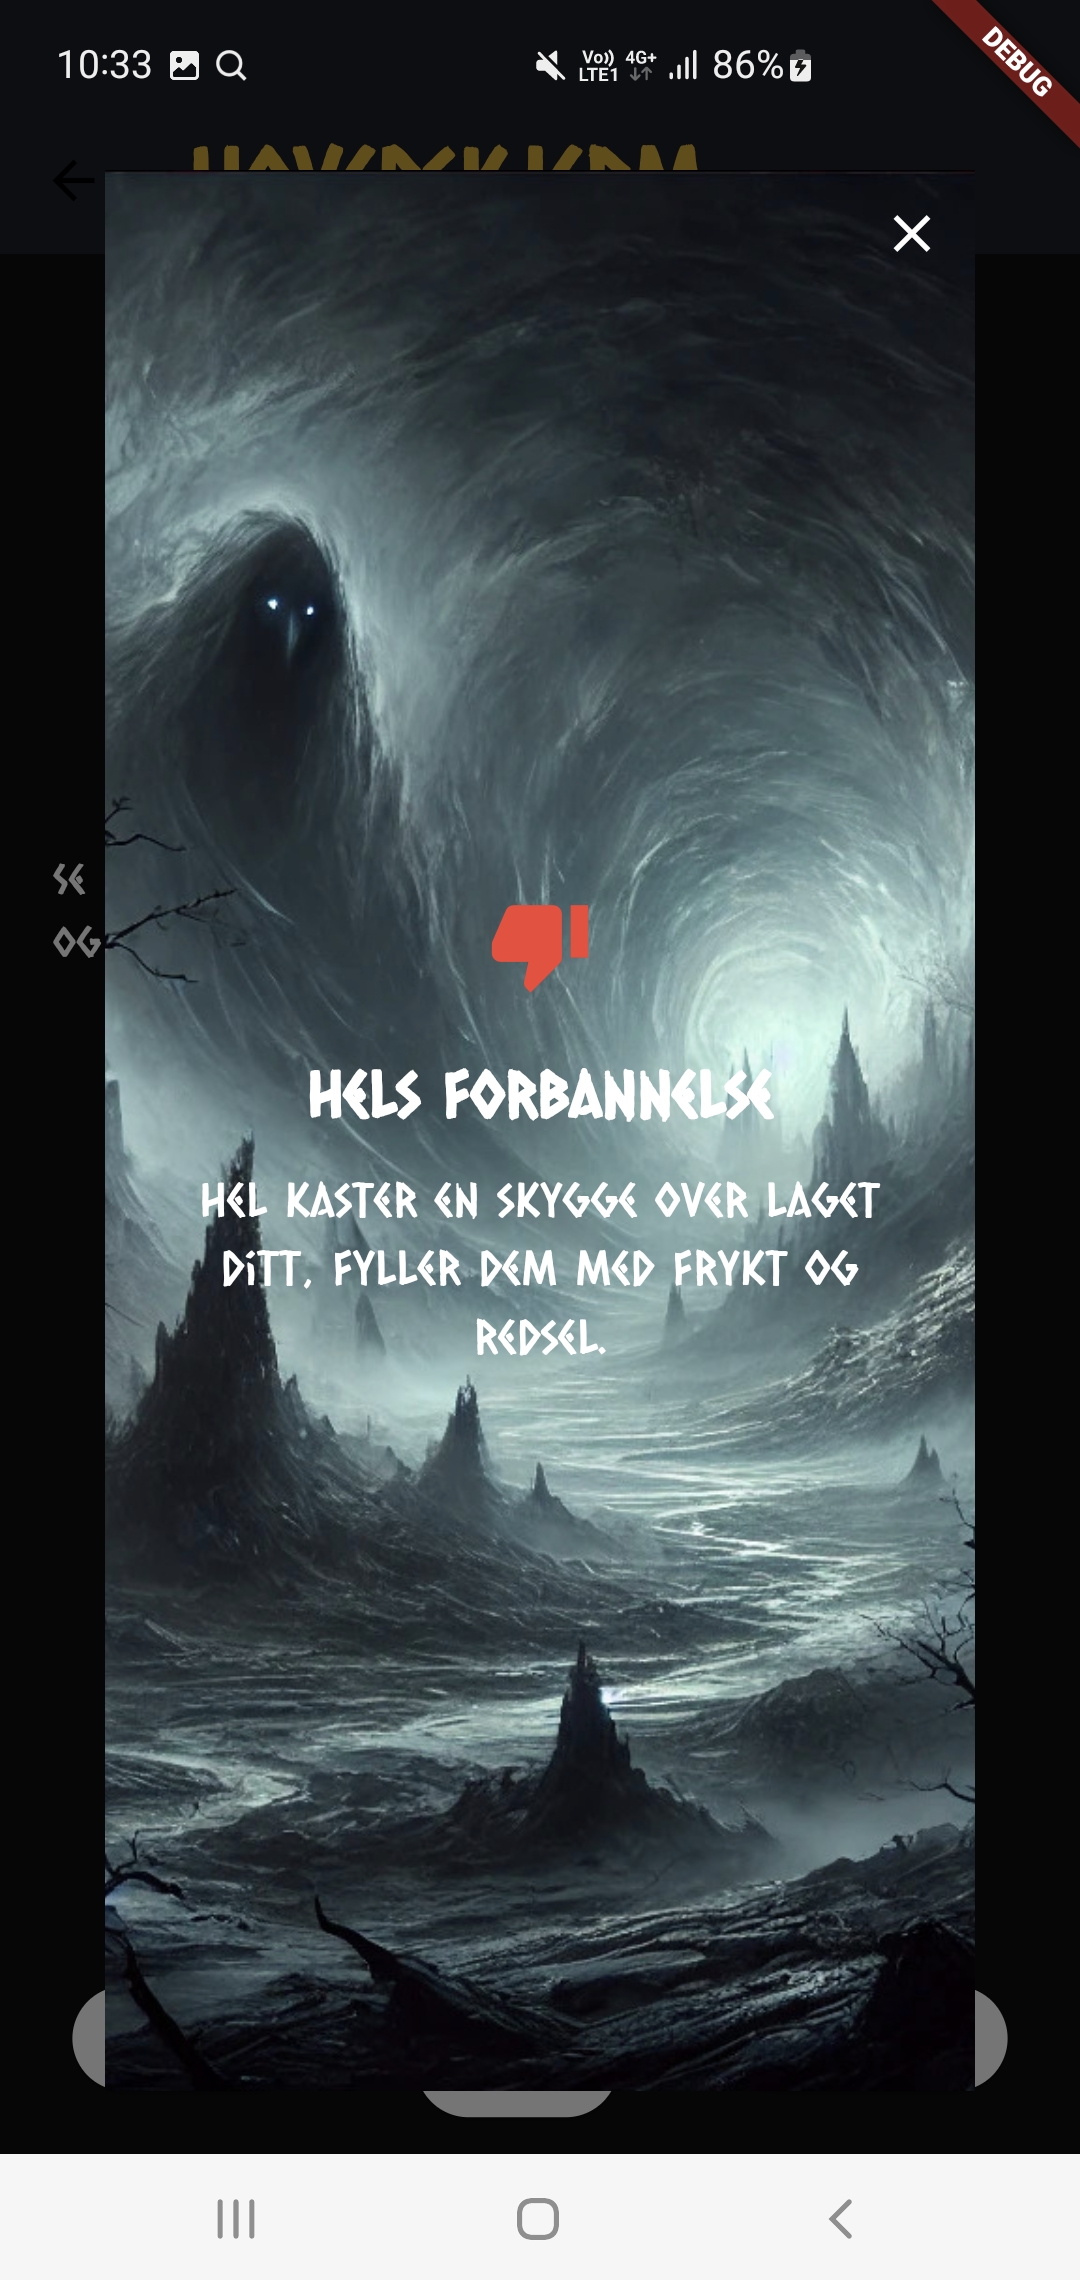 10:33
Vo)) 4G+
LTE1
86%
DEBUG
SE
OG
HELS FORBANNELSE
HEL KASTER EN SKYGGE OVER LAGET
DITT, FYLLER DEM MED FRYKT OG
REDSEL.